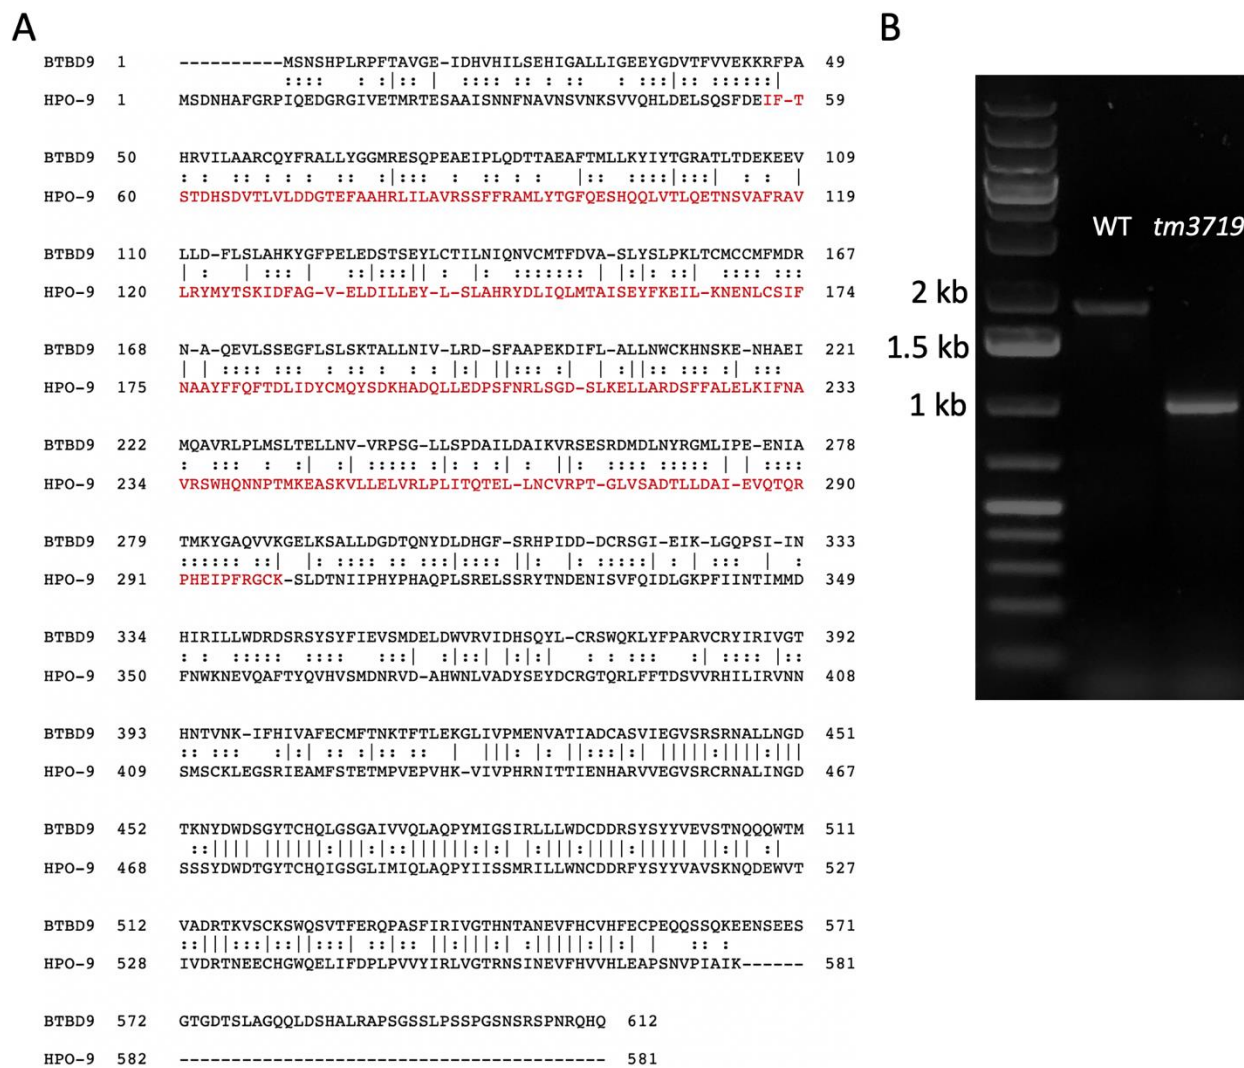 A
B
BTBD9 1 ----------MSNSHPLRPFTAVGE-IDHVHILSEHIGALLIGEEYGDVTFVVEKKRFPA 49
HPO-9 1 MSDNHAFGRPIQEDGRGIVETMRTESAAISNNFNAVNSVNKSVVQHLDELSQSFDEIF-T 59
BTBD9 50 HRVILAARCQYFRALLYGGMRESQPEAEIPLQDTTAEAFTMLLKYIYTGRATLTDEKEEV 109
HPO-9 60 STDHSDVTLVLDDGTEFAAHRLILAVRSSFFRAMLYTGFQESHQQLVTLQETNSVAFRAV 119
BTBD9 110 LLD-FLSLAHKYGFPELEDSTSEYLCTILNIQNVCMTFDVA-SLYSLPKLTCMCCMFMDR 167
HPO-9 120 LRYMYTSKIDFAG-V-ELDILLEY-L-SLAHRYDLIQLMTAISEYFKEIL-KNENLCSIF 174
BTBD9 168 N-A-QEVLSSEGFLSLSKTALLNIV-LRD-SFAAPEKDIFL-ALLNWCKHNSKE-NHAEI 221
HPO-9 175 NAAYFFQFTDLIDYCMQYSDKHADQLLEDPSFNRLSGD-SLKELLARDSFFALELKIFNA 233
BTBD9 222 MQAVRLPLMSLTELLNV-VRPSG-LLSPDAILDAIKVRSESRDMDLNYRGMLIPE-ENIA 278
HPO-9 234 VRSWHQNNPTMKEASKVLLELVRLPLITQTEL-LNCVRPT-GLVSADTLLDAI-EVQTQR 290
BTBD9 279 TMKYGAQVVKGELKSALLDGDTQNYDLDHGF-SRHPIDD-DCRSGI-EIK-LGQPSI-IN 333
HPO-9 291 PHEIPFRGCK-SLDTNIIPHYPHAQPLSRELSSRYTNDENISVFQIDLGKPFIINTIMMD 349
BTBD9 334 HIRILLWDRDSRSYSYFIEVSMDELDWVRVIDHSQYL-CRSWQKLYFPARVCRYIRIVGT 392
HPO-9 350 FNWKNEVQAFTYQVHVSMDNRVD-AHWNLVADYSEYDCRGTQRLFFTDSVVRHILIRVNN 408
BTBD9 393 HNTVNK-IFHIVAFECMFTNKTFTLEKGLIVPMENVATIADCASVIEGVSRSRNALLNGD 451
HPO-9 409 SMSCKLEGSRIEAMFSTETMPVEPVHK-VIVPHRNITTIENHARVVEGVSRCRNALINGD 467
BTBD9 452 TKNYDWDSGYTCHQLGSGAIVVQLAQPYMIGSIRLLLWDCDDRSYSYYVEVSTNQQQWTM 511
HPO-9 468 SSSYDWDTGYTCHQIGSGLIMIQLAQPYIISSMRILLWNCDDRFYSYYVAVSKNQDEWVT 527
BTBD9 512 VADRTKVSCKSWQSVTFERQPASFIRIVGTHNTANEVFHCVHFECPEQQSSQKEENSEES 571
HPO-9 528 IVDRTNEECHGWQELIFDPLPVVYIRLVGTRNSINEVFHVVHLEAPSNVPIAIK------ 581
BTBD9 572 GTGDTSLAGQQLDSHALRAPSGSSLPSSPGSNSRSPNRQHQ 612
HPO-9 582 ----------------------------------------- 581
WT tm3719
2 kb
1.5 kb
1 kb